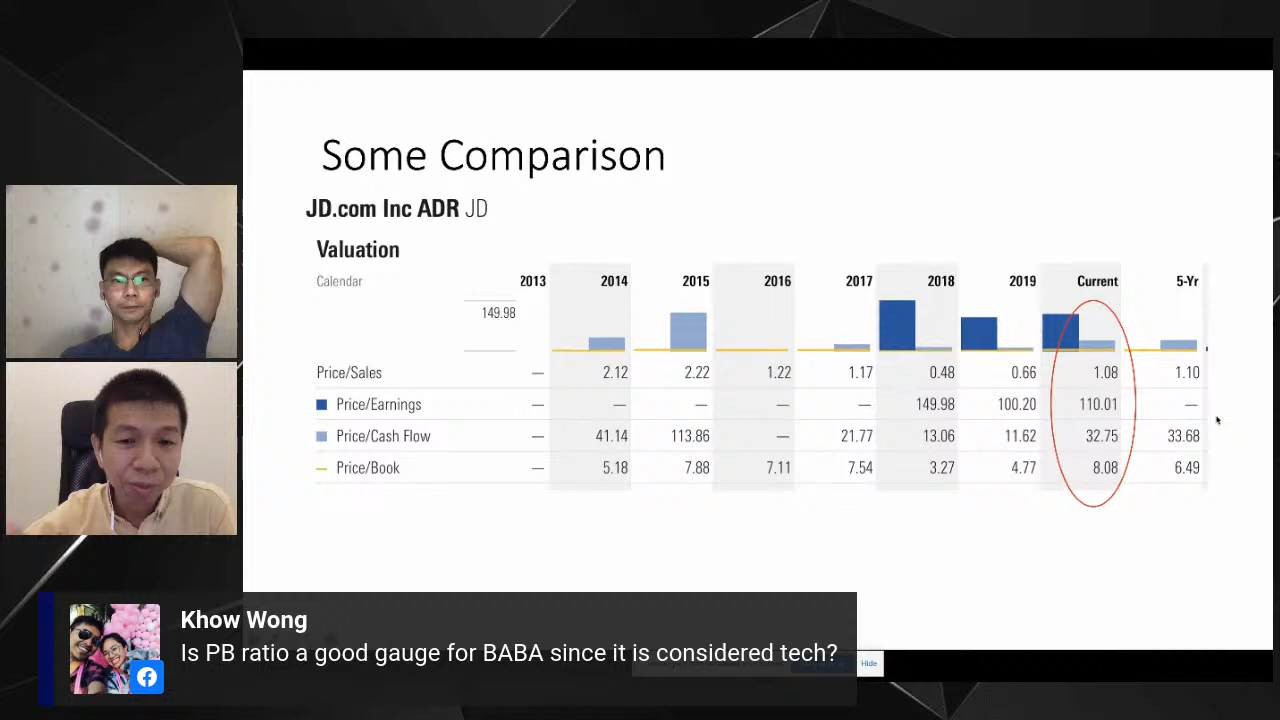 Some Comparison
JD.com Inc ADR JD
Valuation
Calendar 2013 2014 2015 2016 2017 2018 2019 Current 5-Yr
149.98
Price/Sales — 2.12 2.22 1.22 1.17 0.48 0.66 1.08 1.10
Price/Earnings — — — — — 149.98 100.20 110.01 —
Price/Cash Flow — 41.14 113.86 — 21.77 13.06 11.62 32.75 33.68
Price/Book — 5.18 7.88 7.11 7.54 3.27 4.77 8.08 6.49
Khow Wong
Is PB ratio a good gauge for BABA since it is considered tech?
Hide